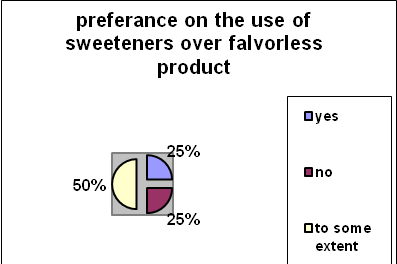 preferance on the use of
sweeteners over falvorless
product
25%
50%
25%
yes
no
to some
extent